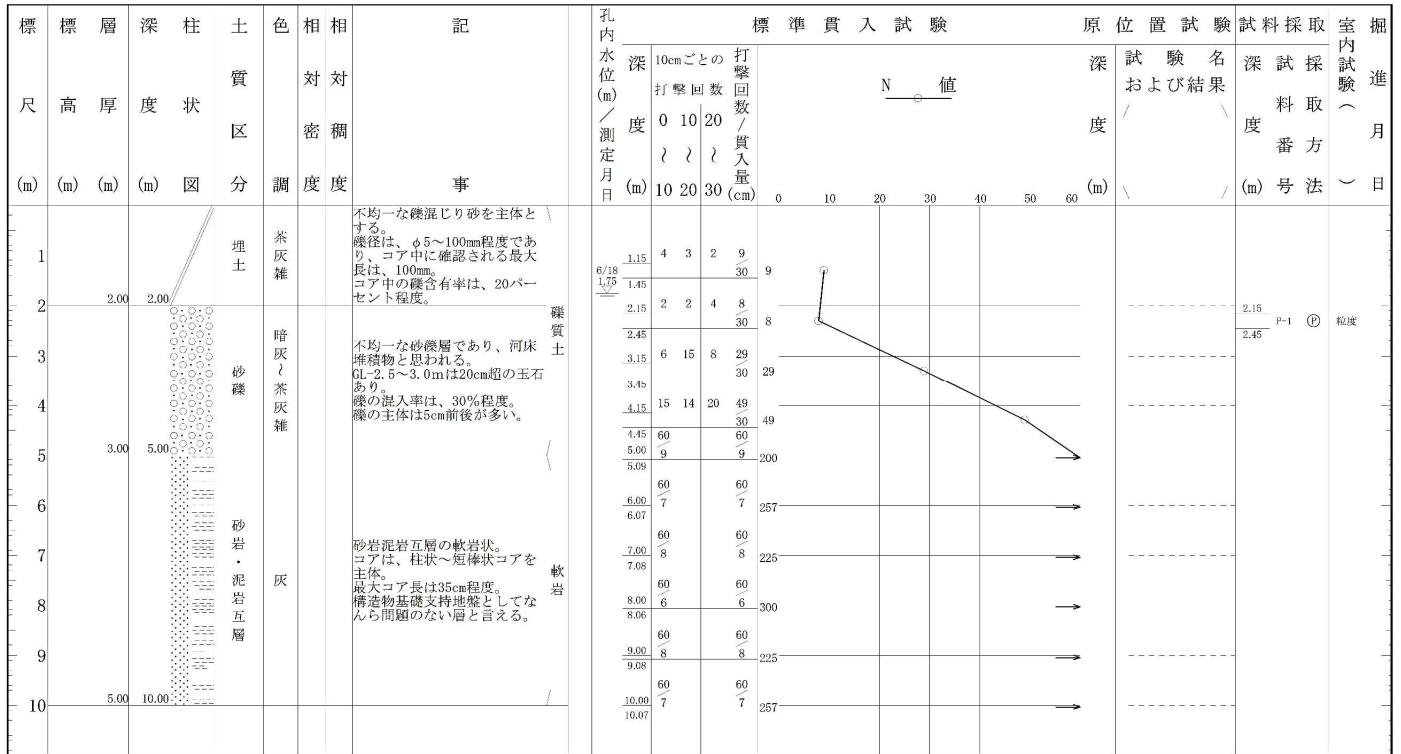 標尺(m)
標高(m)
層厚(m)
深度(m)
柱状図
土質区分
色調
相対密度
相対稠度
記事
孔内水位(m)／測定月日
標準貫入試験
深度(m)
10cmごとの
打撃回数
0 10 20
〜 〜 〜
10 20 30
打撃回数/貫入量(cm)
N 値
0 10 20 30 40 50 60
原位置試験
深度(m)
試験名
および結果
試料採取
深度(m)
試料番号
採取方法
室内試験（　）
掘進月日
1
2
3
4
5
6
7
8
9
10
2.00 2.00
3.00 5.00
5.00 10.00
埋土
砂礫
砂岩・泥岩互層
茶灰雑
暗灰〜茶灰雑
灰
不均一な礫混じり砂を主体と
する。
礫径は、φ5〜100mm程度であ
り、コア中に確認される最大
長は、100mm。
コア中の礫含有率は、20パー
セント程度。
不均一な砂礫層であり、河床
堆積物と思われる。
GL-2.5〜3.0mは20cm超の玉石
あり。
礫の混入率は、30%程度。
礫の主体は5cm前後が多い。
砂岩泥岩互層の軟岩状。
コアは、柱状〜短棒状コアを
主体。
最大コア長は35cm程度。
構造物基礎支持地盤としてな
んら問題のない層と言える。
礫質土
軟岩
6/18
1.75
1.15 4 3 2 9/30 9
1.45
2.15 2 2 4 8/30 8
2.45
3.15 6 15 8 29/30 29
3.45
4.15 15 14 20 49/30 49
4.45
5.00 60/9 60/9 200
5.09
6.00 60/7 60/7 257
6.07
7.00 60/8 60/8 225
7.08
8.00 60/6 60/6 300
8.06
9.00 60/8 60/8 225
9.08
10.00 60/7 60/7 257
10.07
2.15
P-1 Ⓟ 粒度
2.45